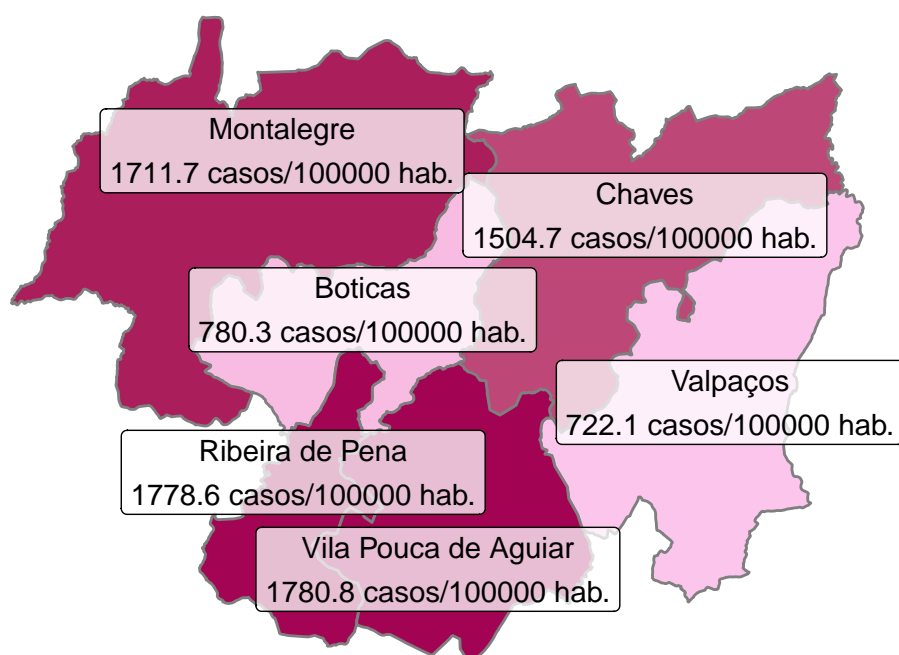 Montalegre
1711.7 casos/100000 hab.
Chaves
1504.7 casos/100000 hab.
Boticas
780.3 casos/100000 hab.
Valpaços
722.1 casos/100000 hab.
Ribeira de Pena
1778.6 casos/100000 hab.
Vila Pouca de Aguiar
1780.8 casos/100000 hab.